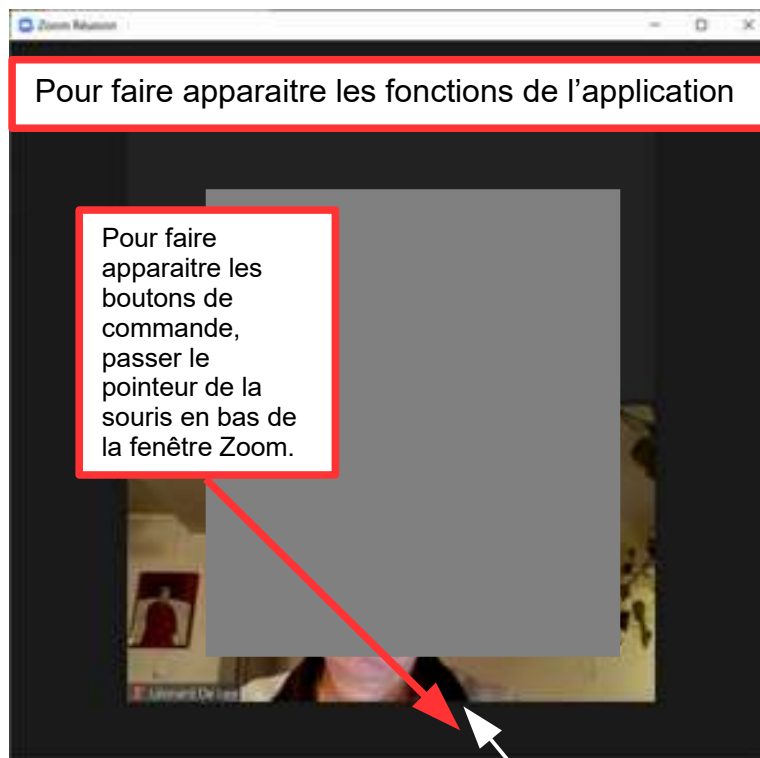 Zoom Réunion
Pour faire apparaitre les fonctions de l’application
Pour faire
apparaitre les
boutons de
commande,
passer le
pointeur de la
souris en bas de
la fenêtre Zoom.